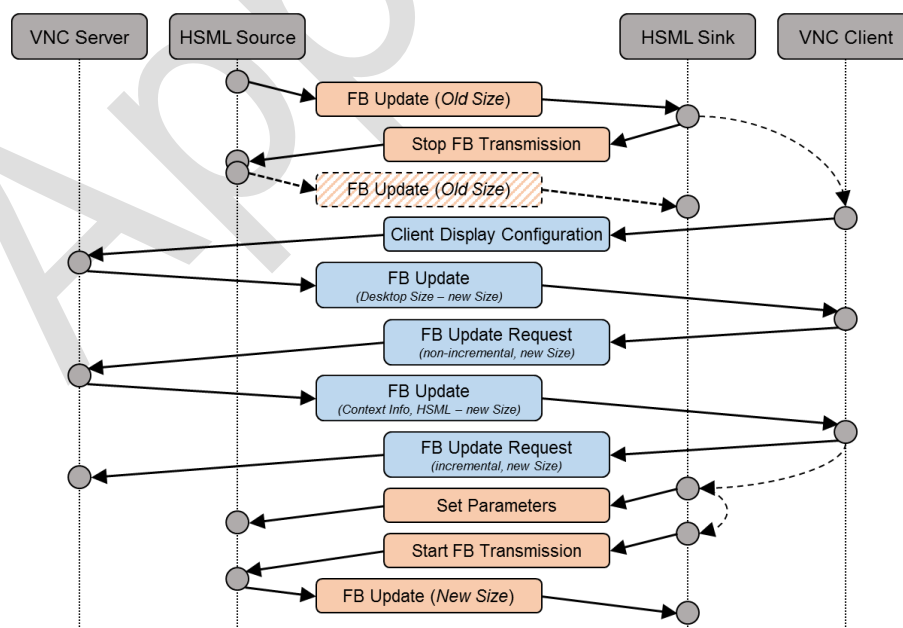 VNC Server
HSML Source
HSML Sink
VNC Client
FB Update (Old Size)
Stop FB Transmission
FB Update (Old Size)
Client Display Configuration
FB Update
(Desktop Size – new Size)
FB Update Request
(non-incremental, new Size)
FB Update
(Context Info, HSML – new Size)
FB Update Request
(incremental, new Size)
Set Parameters
Start FB Transmission
FB Update (New Size)
App